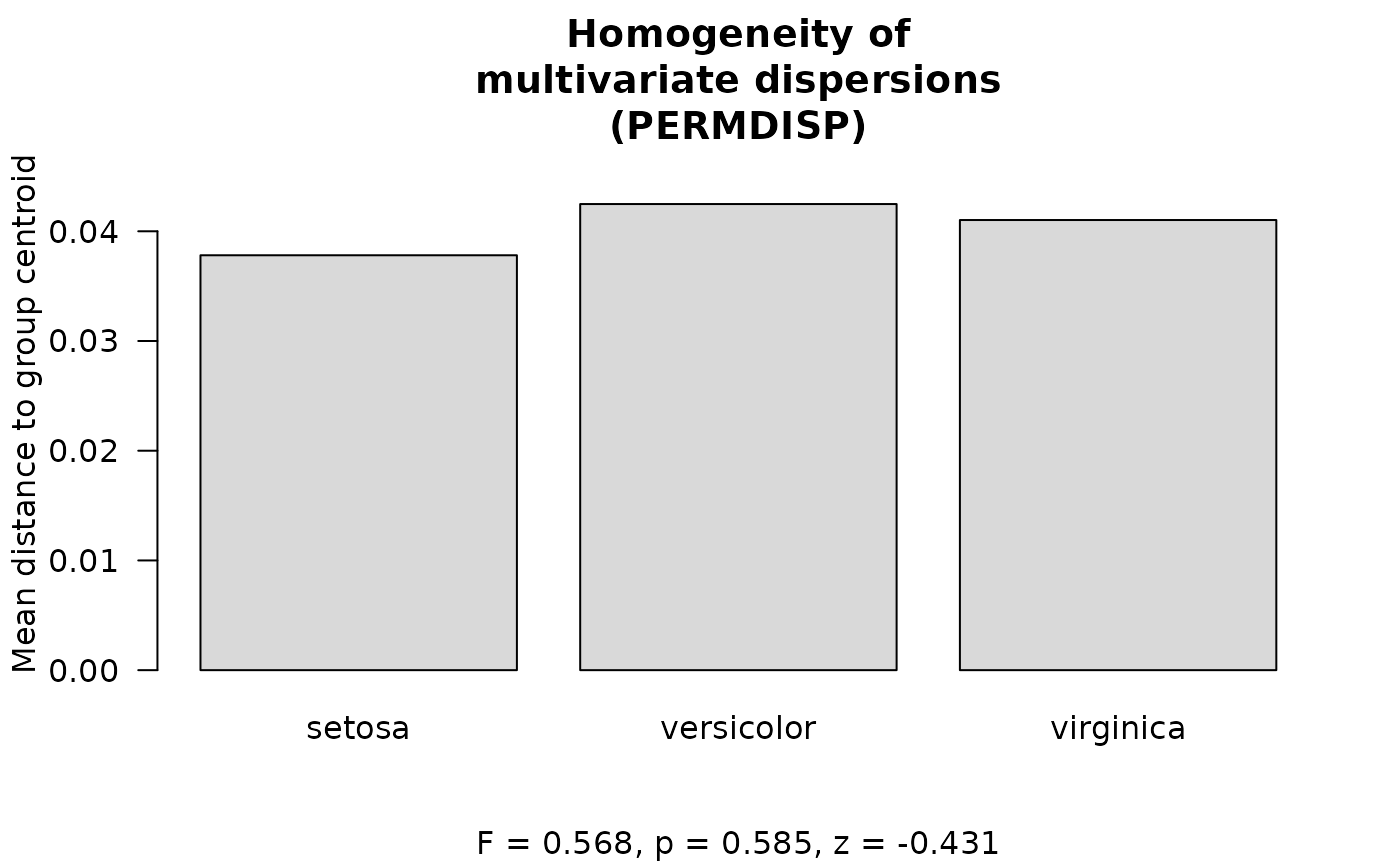 Homogeneity of
multivariate dispersions
(PERMDISP)
Mean distance to group centroid
0.04
0.03
0.02
0.01
0.00
setosa
versicolor
virginica
F = 0.568, p = 0.585, z = -0.431